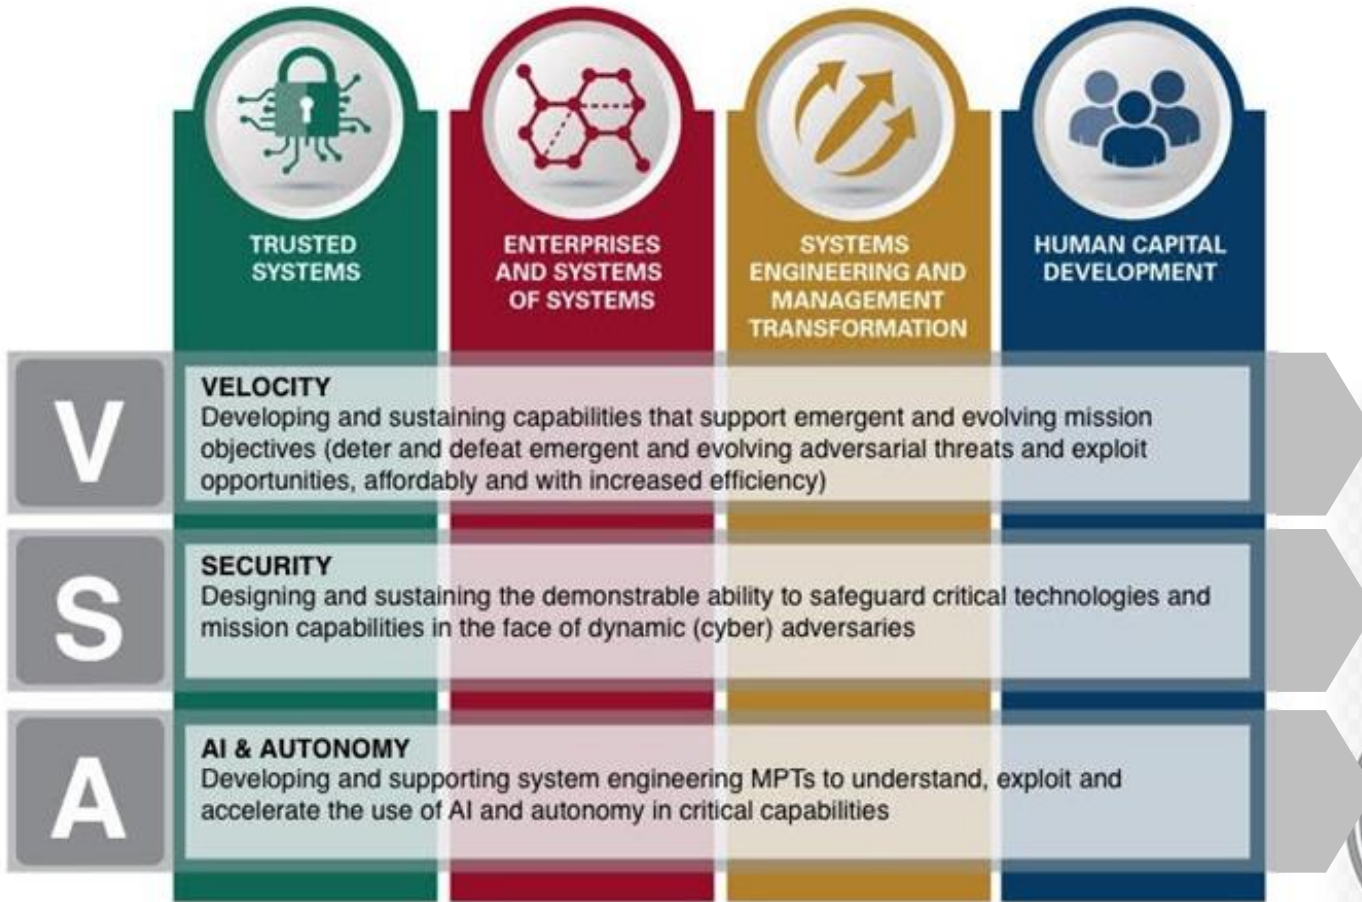 TRUSTED
SYSTEMS
ENTERPRISES
AND SYSTEMS
OF SYSTEMS
SYSTEMS
ENGINEERING AND
MANAGEMENT
TRANSFORMATION
HUMAN CAPITAL
DEVELOPMENT
V
VELOCITY
Developing and sustaining capabilities that support emergent and evolving mission
objectives (deter and defeat emergent and evolving adversarial threats and exploit
opportunities, affordably and with increased efficiency)
S
SECURITY
Designing and sustaining the demonstrable ability to safeguard critical technologies and
mission capabilities in the face of dynamic (cyber) adversaries
A
AI & AUTONOMY
Developing and supporting system engineering MPTs to understand, exploit and
accelerate the use of AI and autonomy in critical capabilities